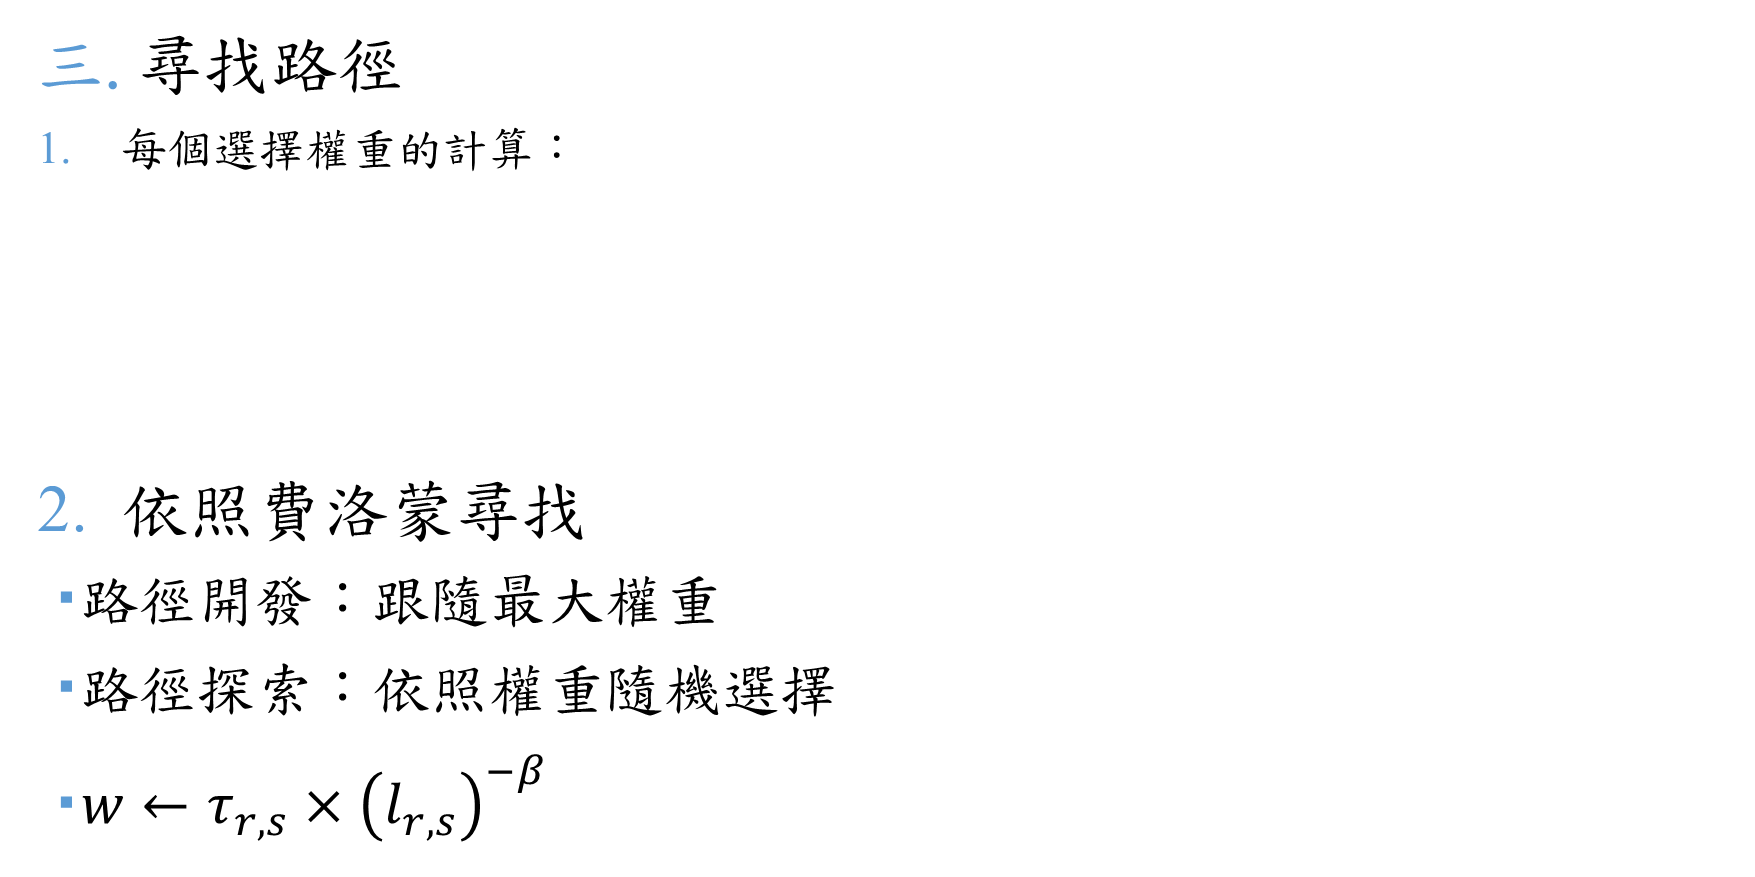 三. 尋找路徑
1. 每個選擇權重的計算：
2. 依照費洛蒙尋找
▪路徑開發：跟隨最大權重
▪路徑探索：依照權重隨機選擇
▪w ← τ_{r,s} × (l_{r,s})^{−β}